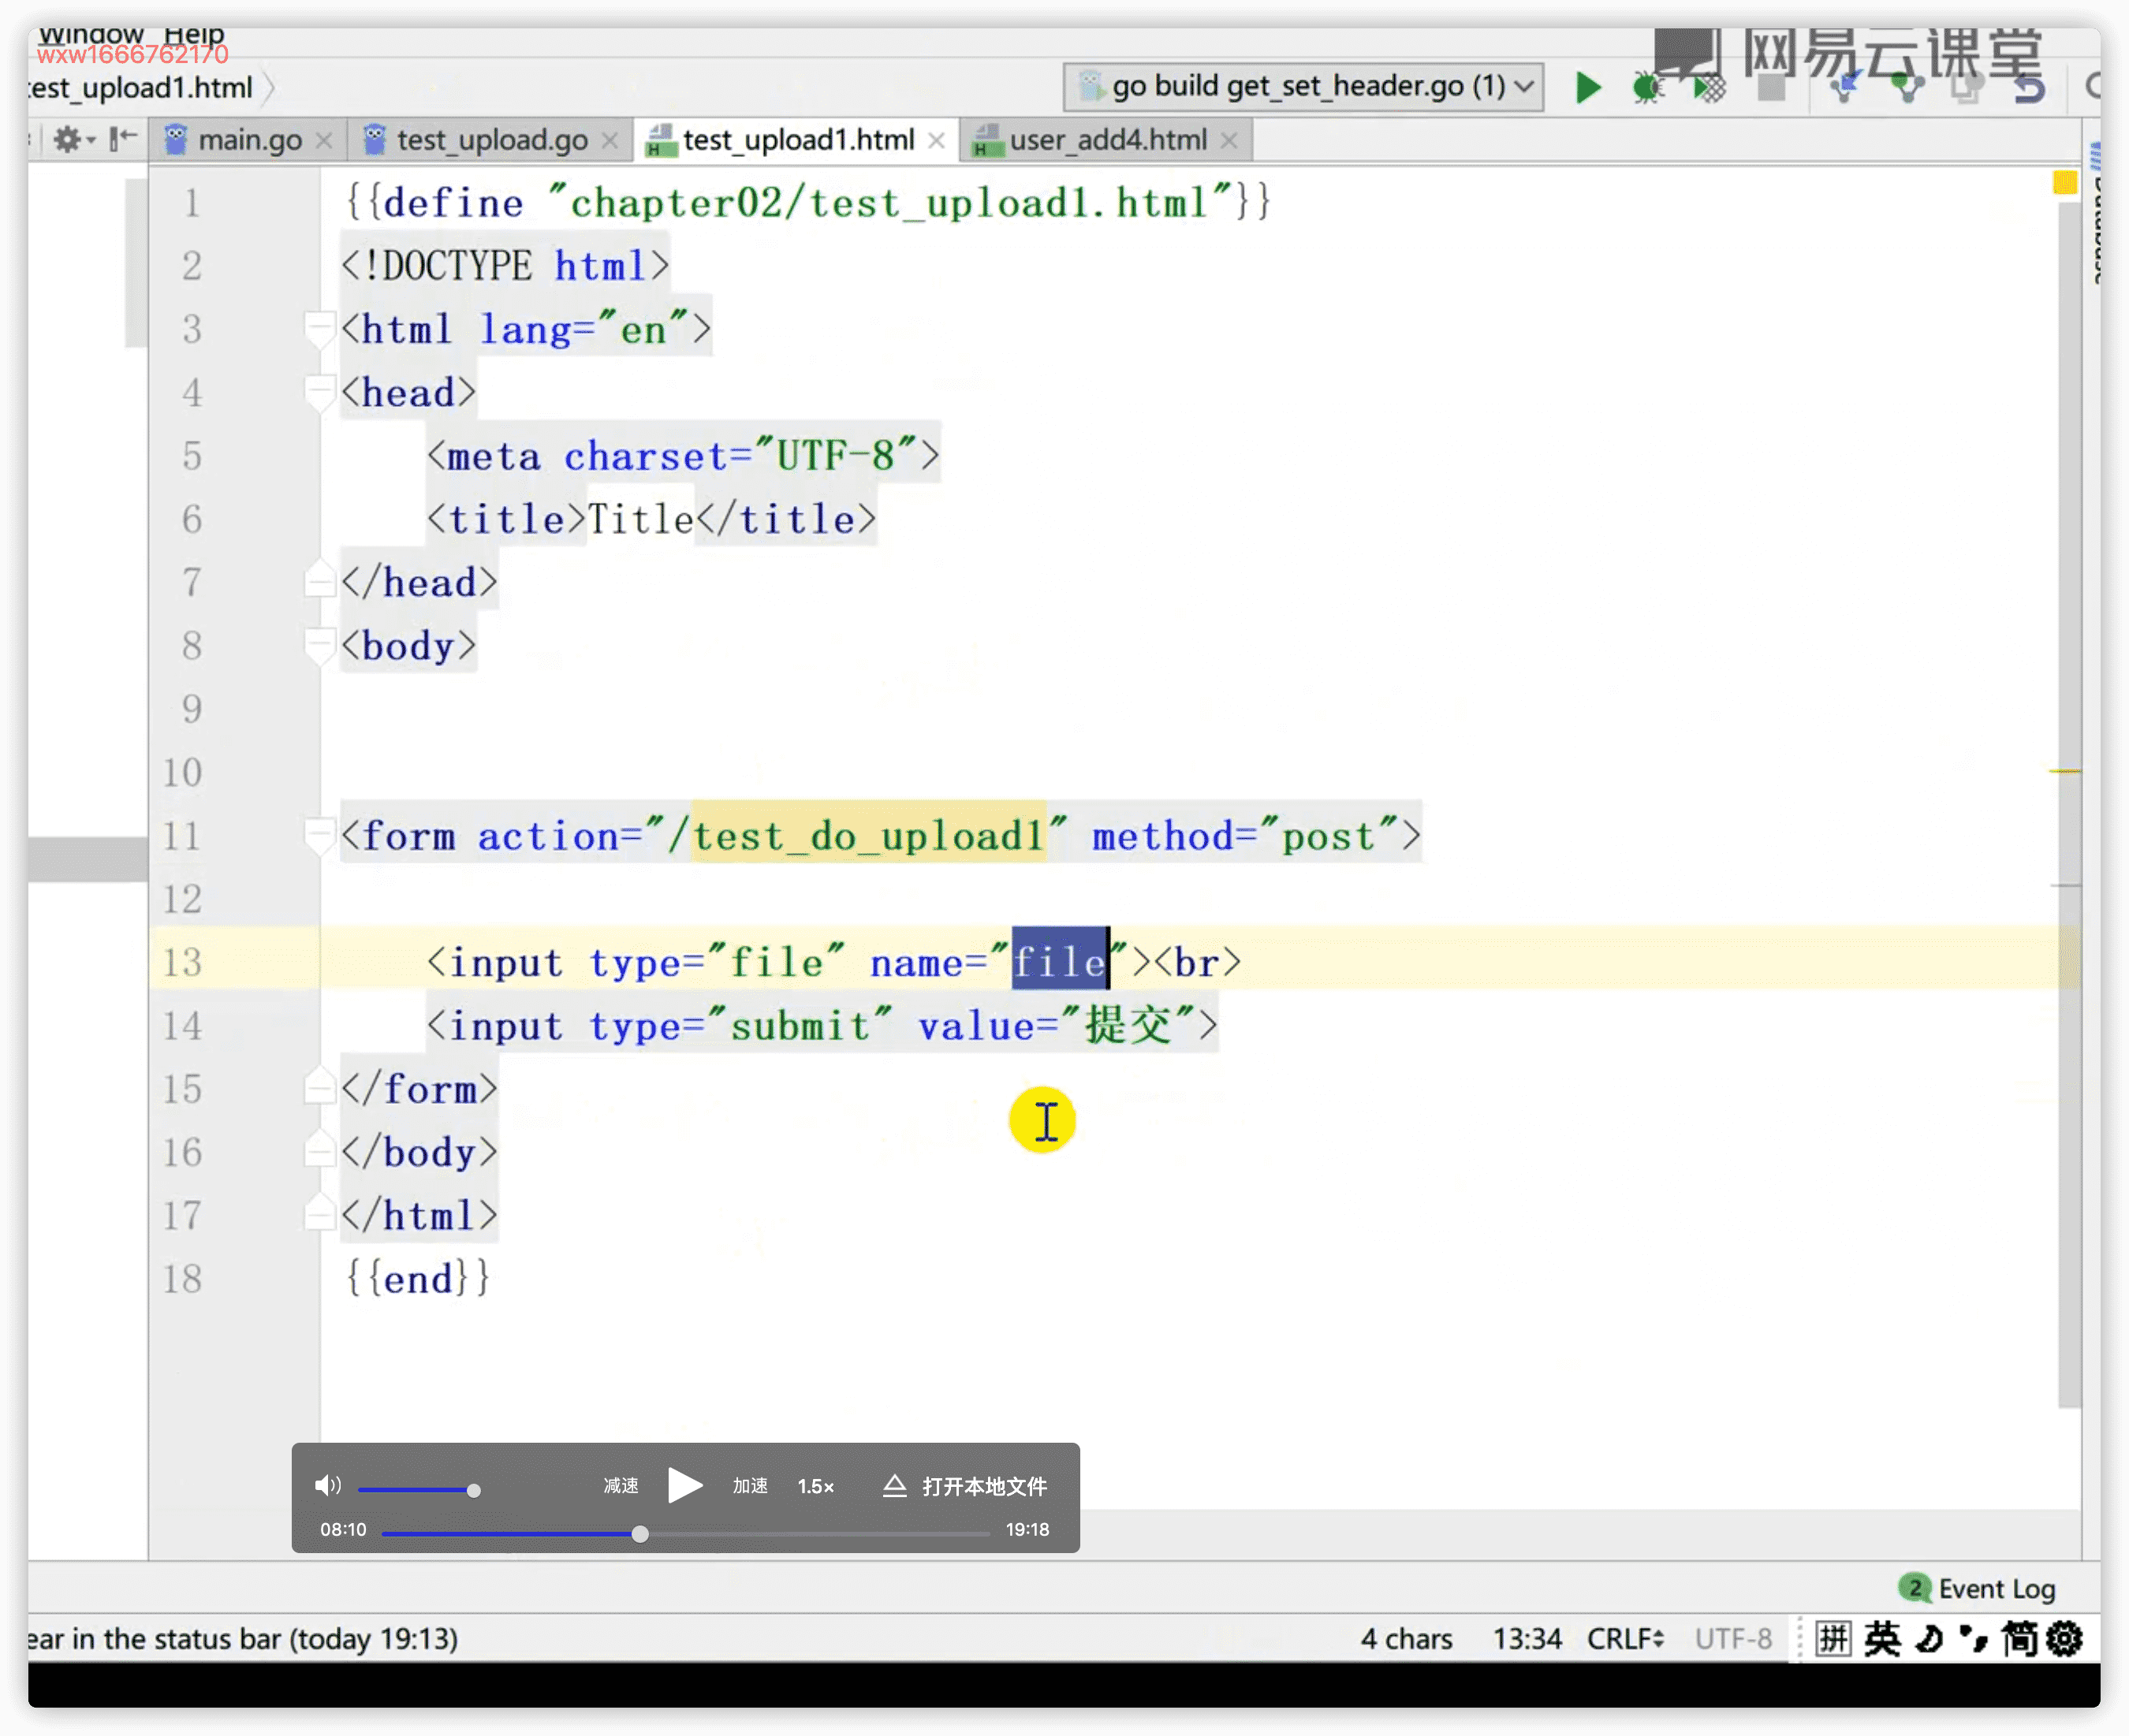 Window Help
wxw1666762170
网易云课堂
test_upload1.html
go build get_set_header.go (1)
main.go
test_upload.go
test_upload1.html
user_add4.html
Database
1 {{define "chapter02/test_upload1.html"}}
2 <!DOCTYPE html>
3 <html lang="en">
4 <head>
5 <meta charset="UTF-8">
6 <title>Title</title>
7 </head>
8 <body>
9
10
11 <form action="/test_do_upload1" method="post">
12
13 <input type="file" name="file"><br>
14 <input type="submit" value="提交">
15 </form>
16 </body>
17 </html>
18 {{end}}
减速 加速 1.5× 打开本地文件
08:10 19:18
2 Event Log
ear in the status bar (today 19:13) 4 chars 13:34 CRLF UTF-8 拼 英 简